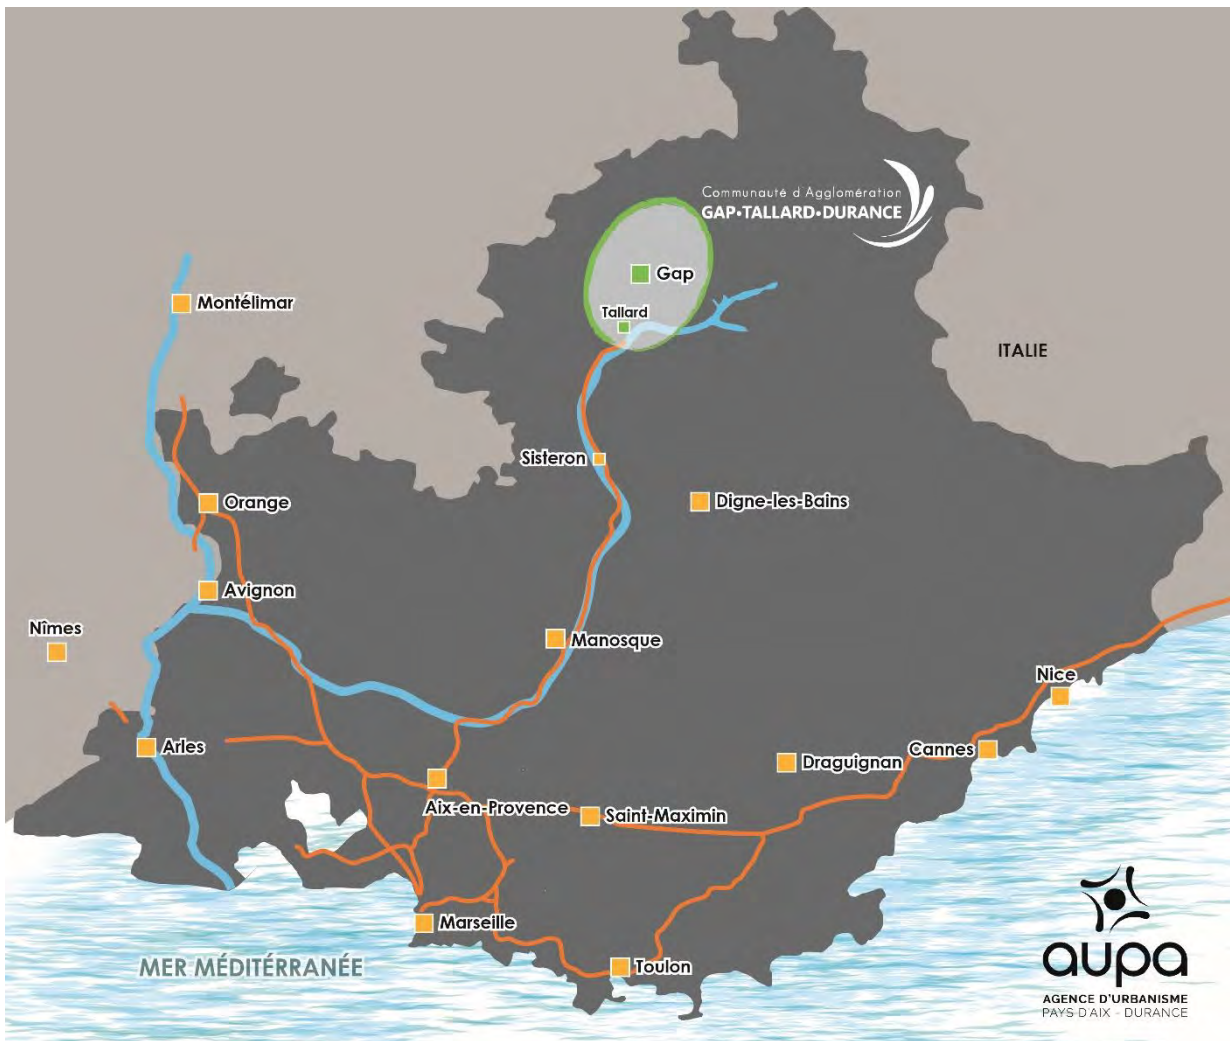 Communauté d'Agglomération
GAP•TALLARD•DURANCE
Gap
Tallard
Montélimar
ITALIE
Sisteron
Orange
Digne-les-Bains
Avignon
Nîmes
Manosque
Nice
Arles
Draguignan
Cannes
Aix-en-Provence
Saint-Maximin
Marseille
MER MÉDITÉRRANÉE
Toulon
aupa
AGENCE D'URBANISME
PAYS D'AIX - DURANCE